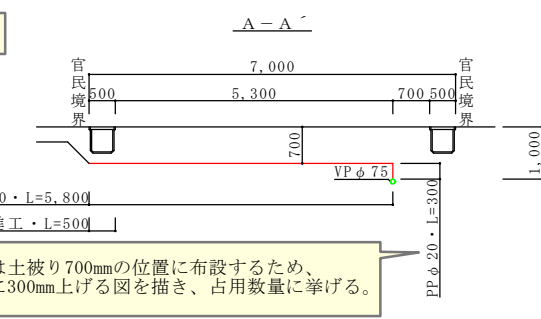 A-A´
官民境界
7,000
官民境界
500
5,300
700
500
700
1,000
VPφ75
0・L=5,800
進工・L=500
PPφ20・L=300
は土被り700mmの位置に布設するため、
に300mm上げる図を描き、占用数量に挙げる。